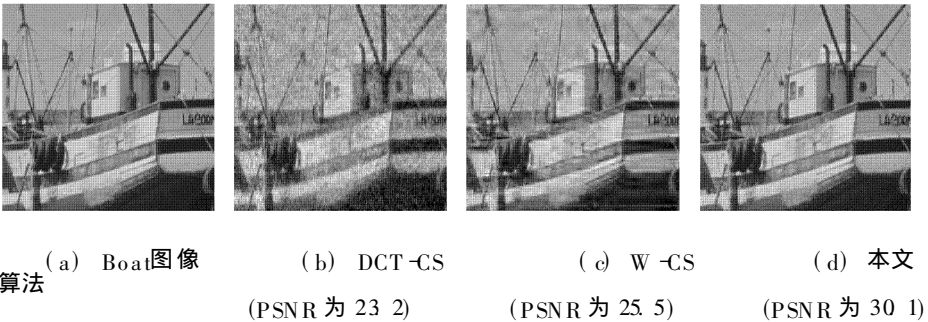 (a) Boat图像
(b) DCT-CS
(c) W-CS
(d) 本文
算法
(PSNR 为 23 2)
(PSNR 为 25. 5)
(PSNR 为 30 1)